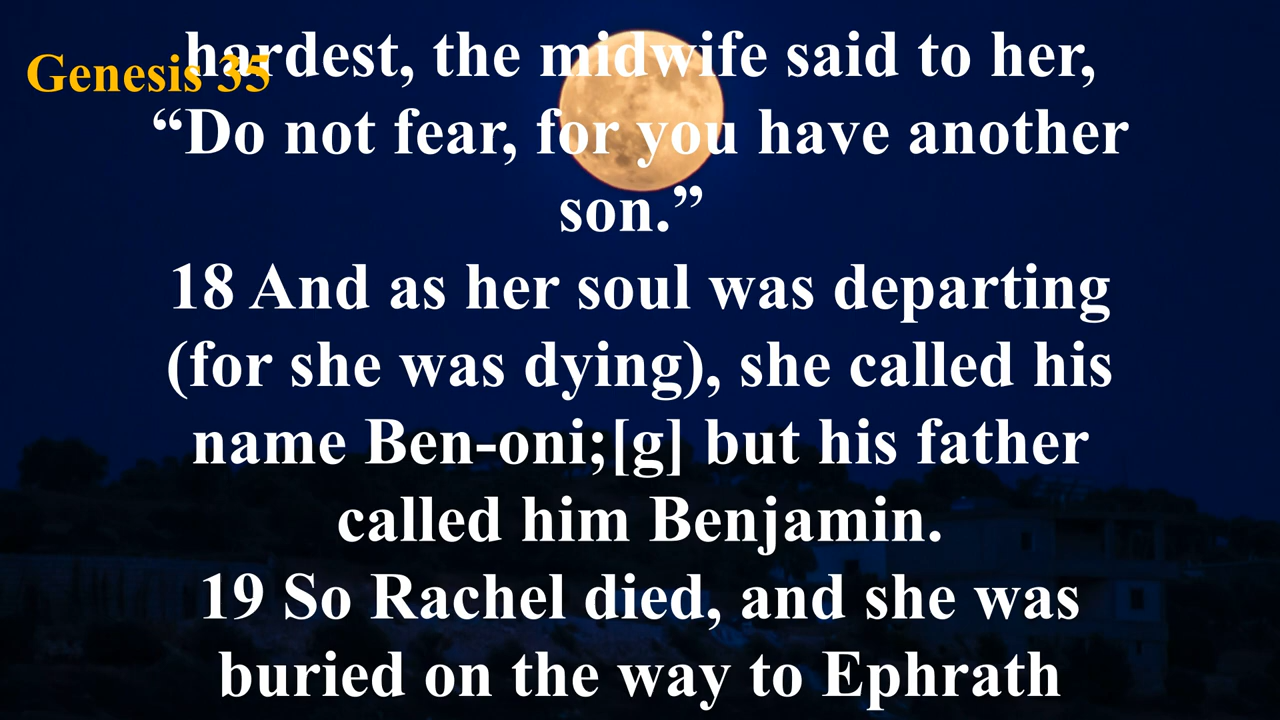 Genesis 35
hardest, the midwife said to her,
“Do not fear, for you have another
son.”
18 And as her soul was departing
(for she was dying), she called his
name Ben-oni;[g] but his father
called him Benjamin.
19 So Rachel died, and she was
buried on the way to Ephrath